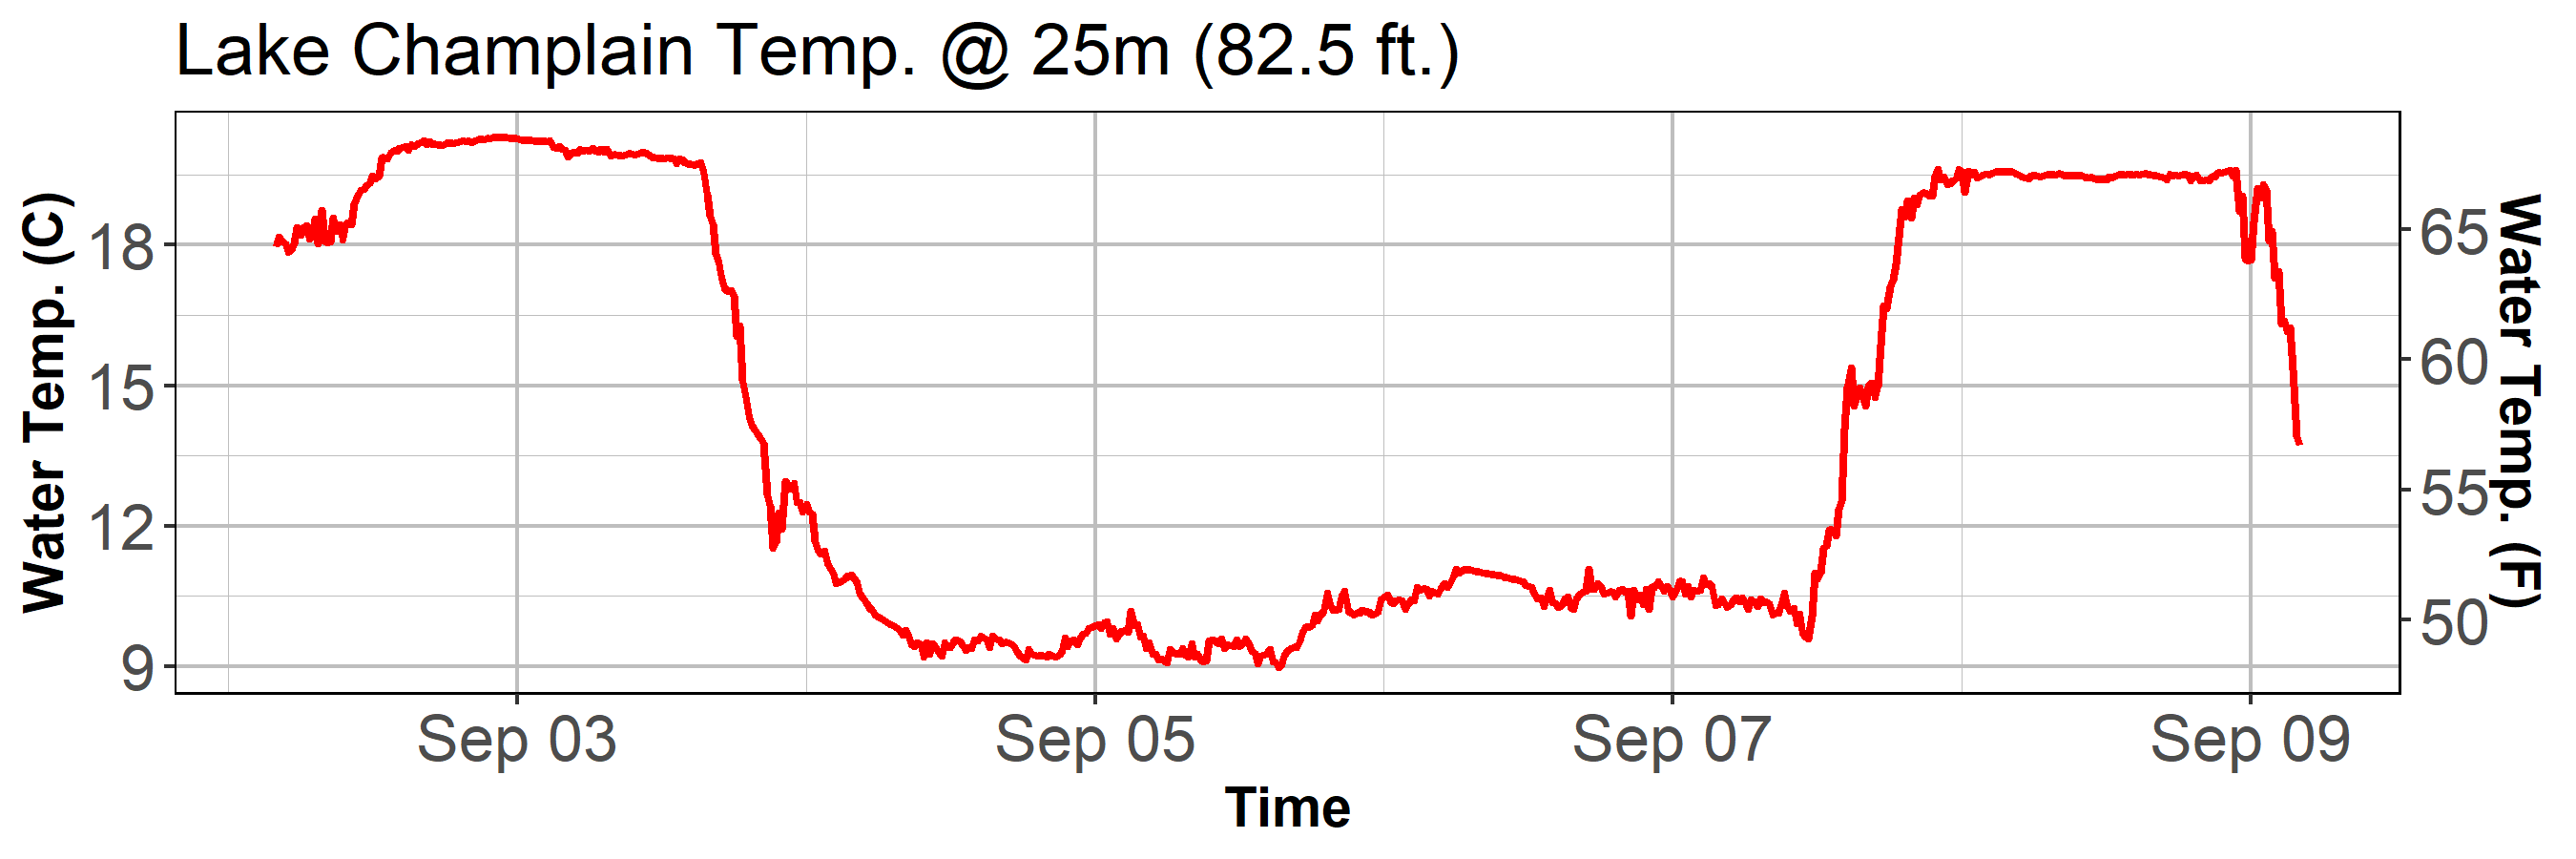 Lake Champlain Temp. @ 25m (82.5 ft.)
Water Temp. (C)
18
15
12
9
65
60
55
50
Water Temp. (F)
Sep 03
Sep 05
Sep 07
Sep 09
Time